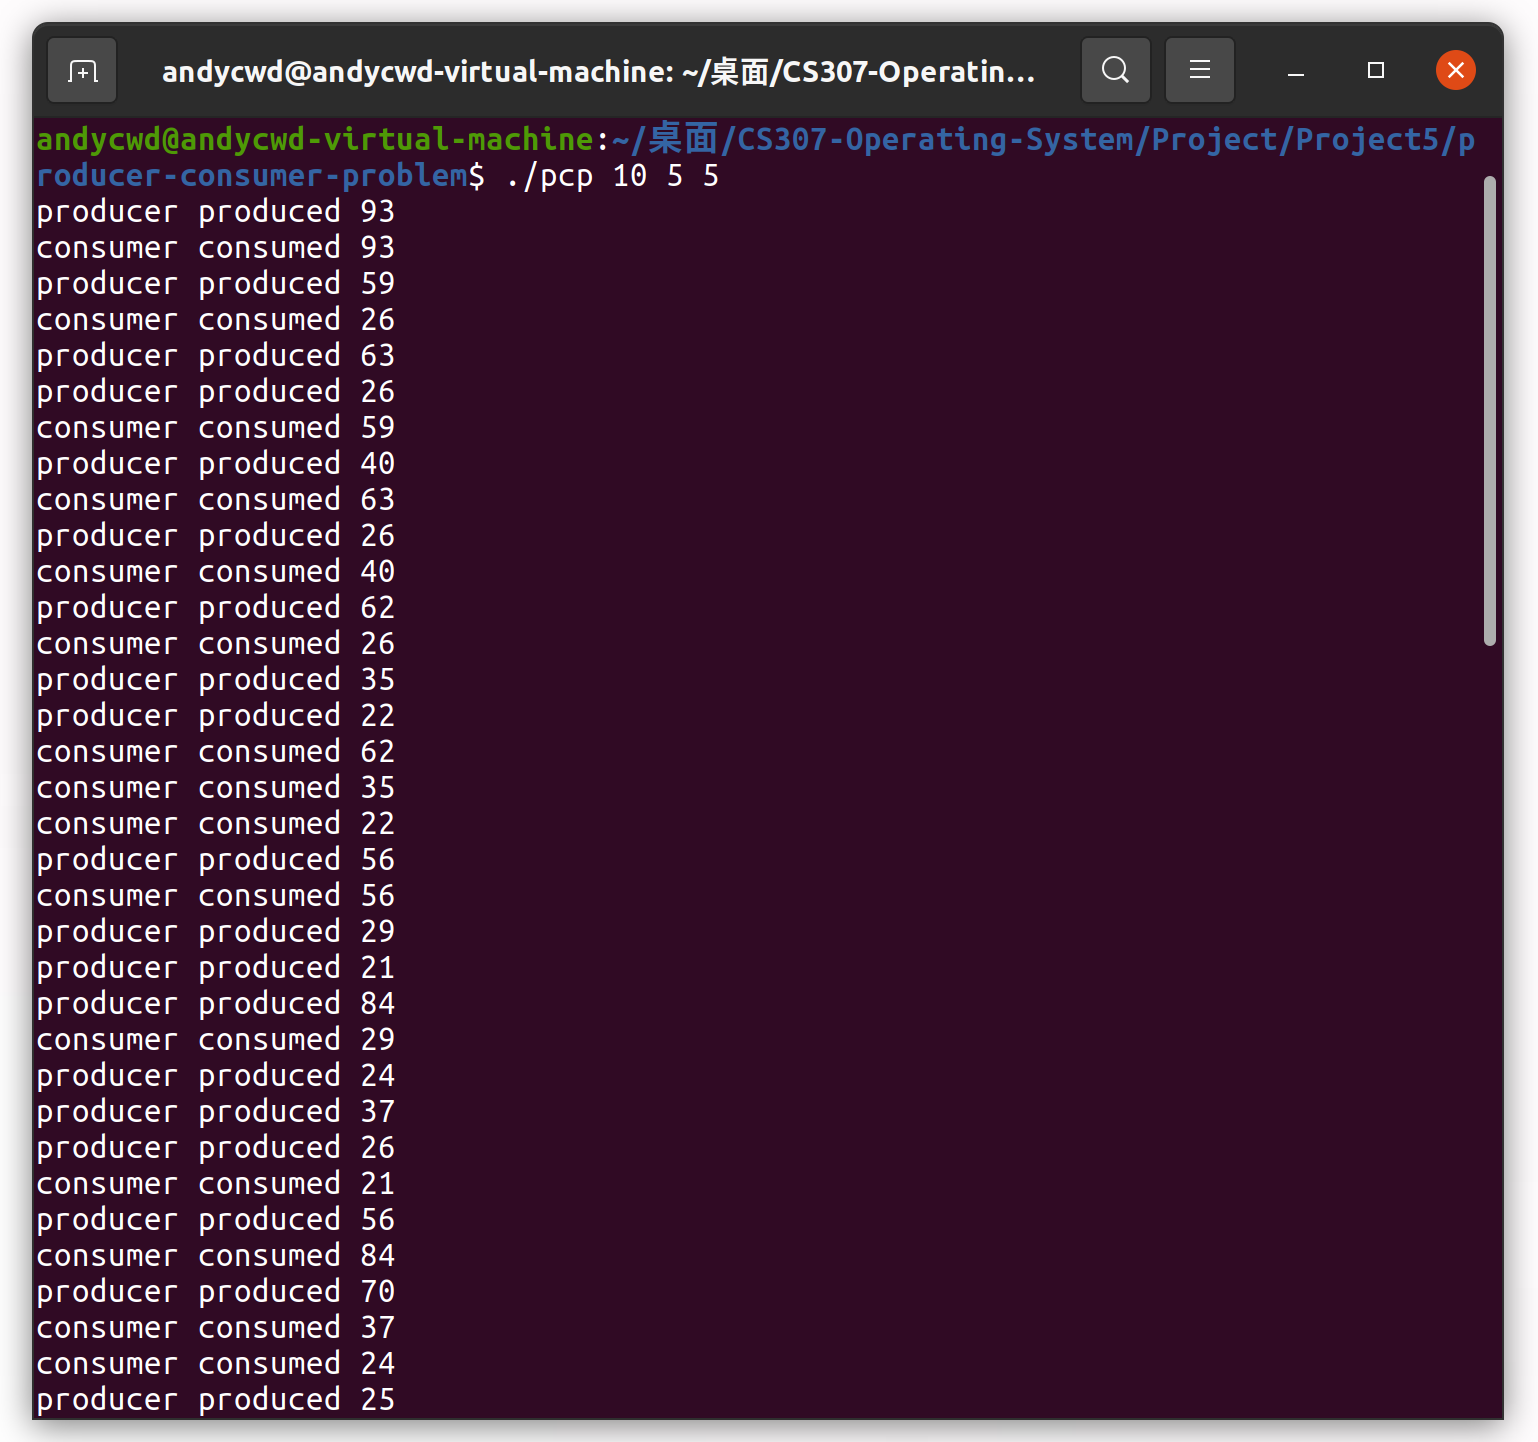 andycwd@andycwd-virtual-machine: ~/桌面/CS307-Operatin...
andycwd@andycwd-virtual-machine:~/桌面/CS307-Operating-System/Project/Project5/p
roducer-consumer-problem$ ./pcp 10 5 5
producer produced 93
consumer consumed 93
producer produced 59
consumer consumed 26
producer produced 63
producer produced 26
consumer consumed 59
producer produced 40
consumer consumed 63
producer produced 26
consumer consumed 40
producer produced 62
consumer consumed 26
producer produced 35
producer produced 22
consumer consumed 62
consumer consumed 35
consumer consumed 22
producer produced 56
consumer consumed 56
producer produced 29
producer produced 21
producer produced 84
consumer consumed 29
producer produced 24
producer produced 37
producer produced 26
consumer consumed 21
producer produced 56
consumer consumed 84
producer produced 70
consumer consumed 37
consumer consumed 24
producer produced 25